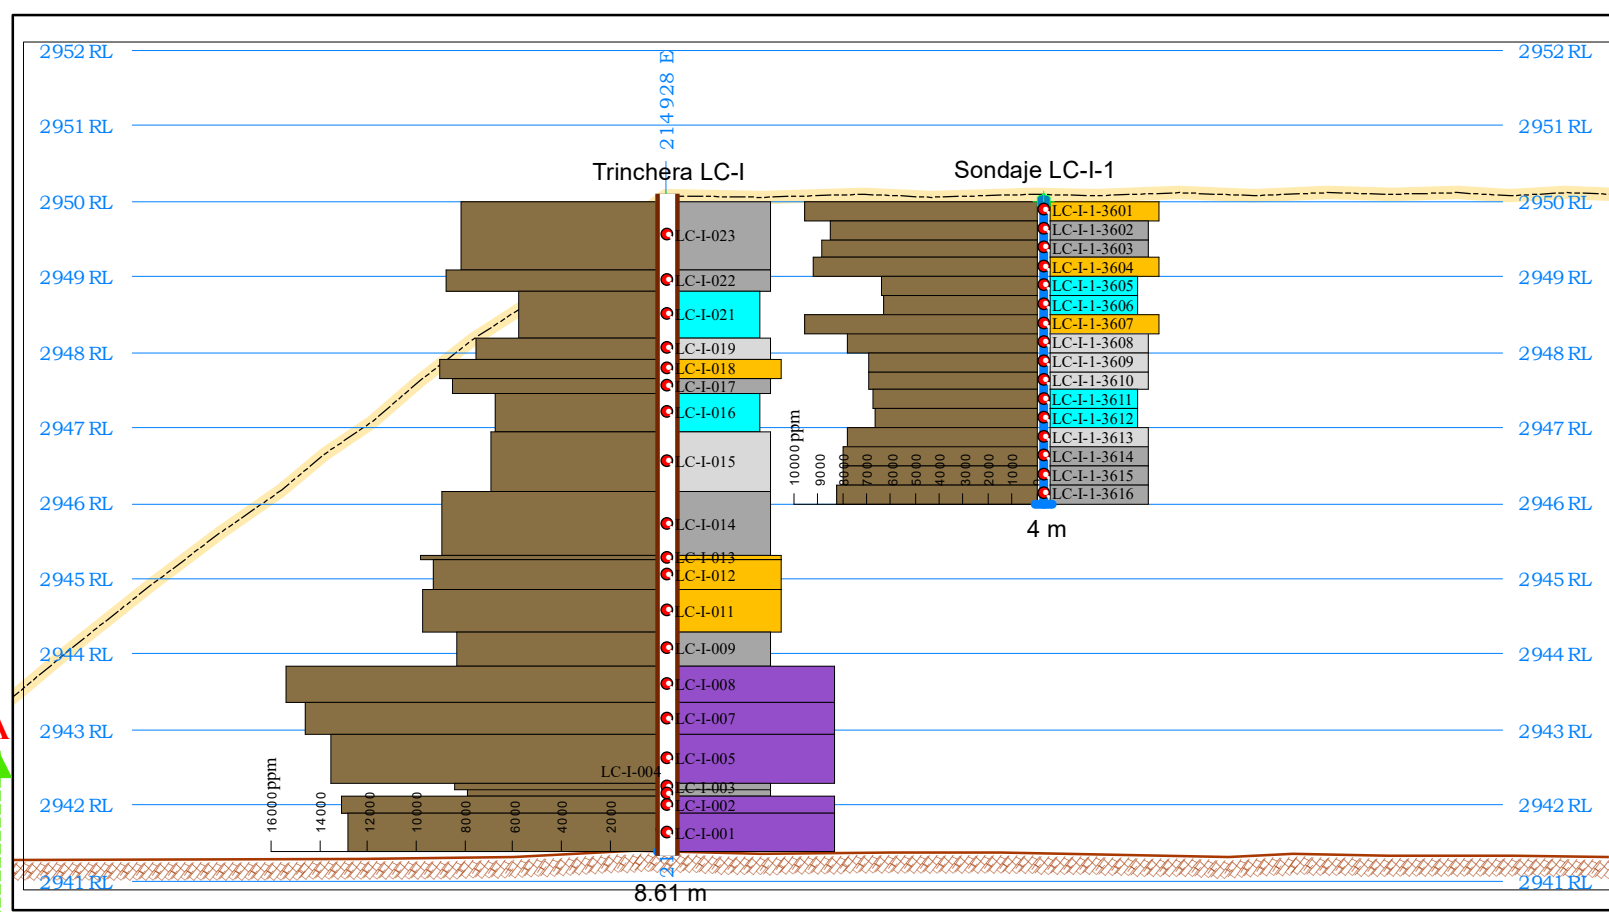 2952 RL
2952 RL
214928 E
2951 RL
2951 RL
Trinchera LC-I
Sondaje LC-I-1
2950 RL
2950 RL
2949 RL
2949 RL
2948 RL
2948 RL
2947 RL
2947 RL
2946 RL
2946 RL
2945 RL
2945 RL
2944 RL
2944 RL
2943 RL
2943 RL
2942 RL
2942 RL
2941 RL
2941 RL
LC-I-023
LC-I-022
LC-I-021
LC-I-019
LC-I-018
LC-I-017
LC-I-016
LC-I-015
LC-I-014
LC-I-013
LC-I-012
LC-I-011
LC-I-009
LC-I-008
LC-I-007
LC-I-005
LC-I-004
LC-I-003
LC-I-002
LC-I-001
16000ppm
14000
12000
10000
8000
6000
4000
2000
21
8.61 m
LC-I-1-3601
LC-I-1-3602
LC-I-1-3603
LC-I-1-3604
LC-I-1-3605
LC-I-1-3606
LC-I-1-3607
LC-I-1-3608
LC-I-1-3609
LC-I-1-3610
LC-I-1-3611
LC-I-1-3612
LC-I-1-3613
LC-I-1-3614
LC-I-1-3615
LC-I-1-3616
10000ppm
9000
8000
7000
6000
5000
4000
3000
2000
1000
4 m